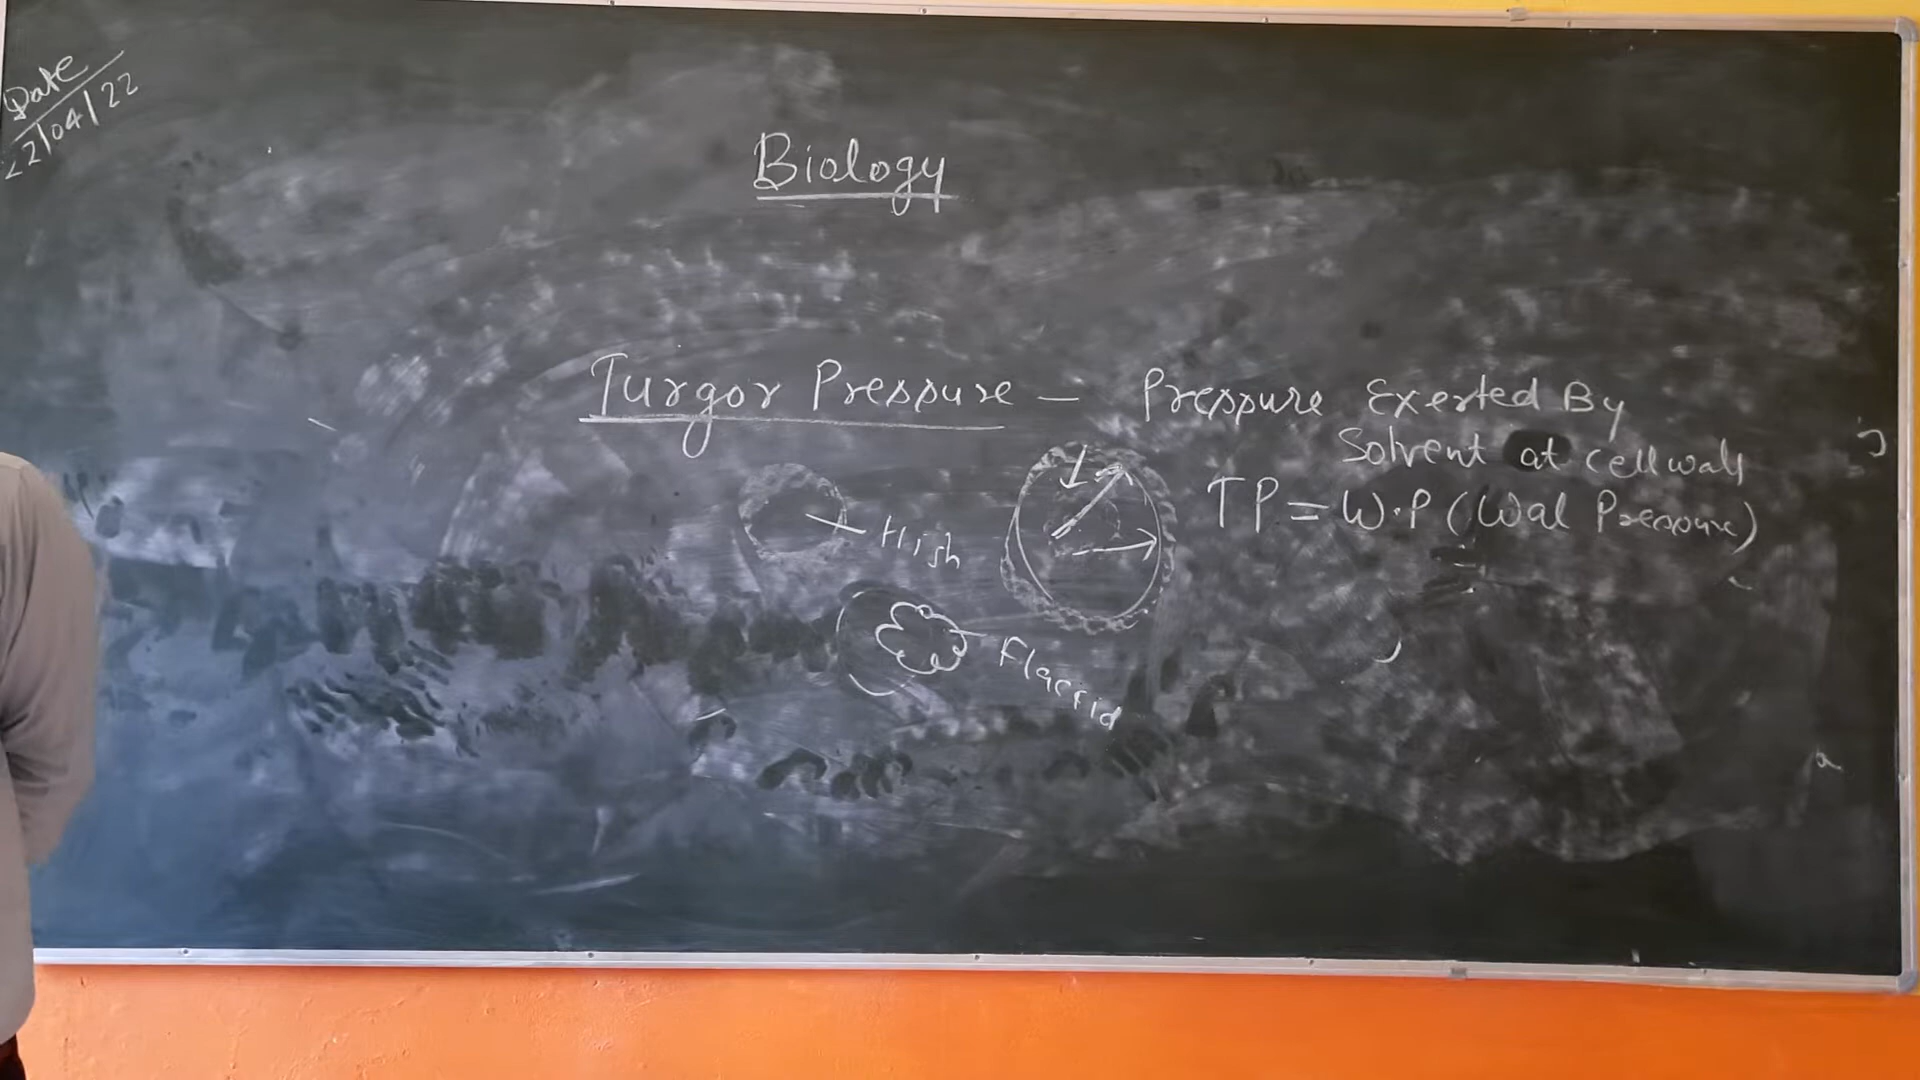 Date
22/04/22
Biology
Turgor Pressure — Pressure Exerted By
Solvent at cell wall
TP = W.P (Wal Pressure)
High
Flaccid